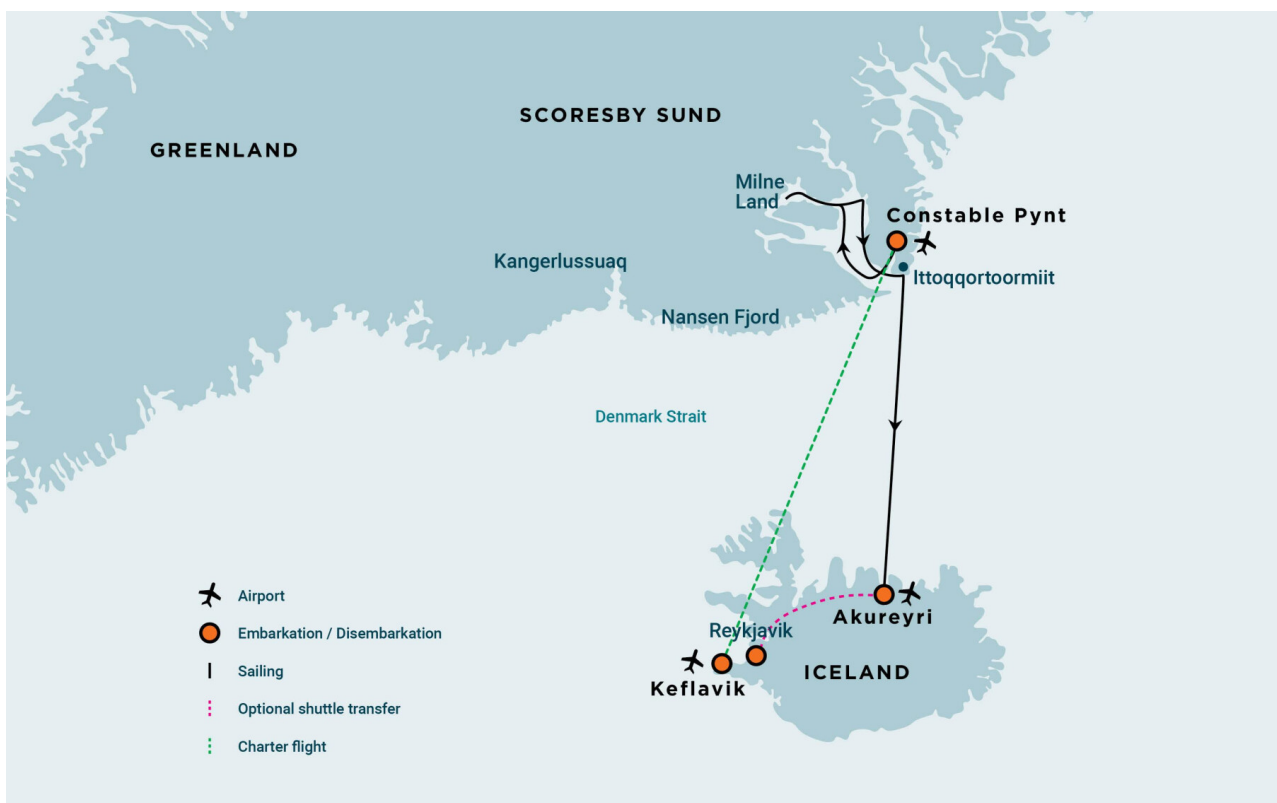 SCORESBY SUND
GREENLAND
Milne
Land
Constable Pynt
Kangerlussuaq
Ittoqqortoormiit
Nansen Fjord
Denmark Strait
Airport
Embarkation / Disembarkation
Sailing
Optional shuttle transfer
Charter flight
Akureyri
Reykjavik
ICELAND
Keflavik